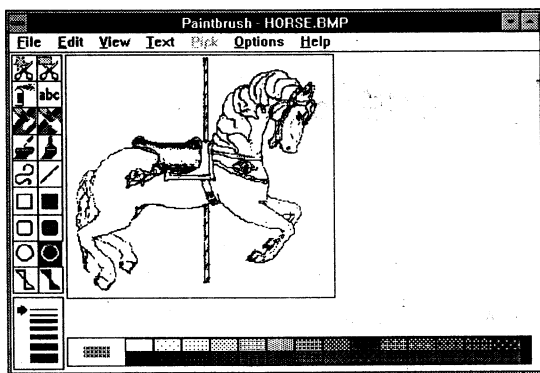 Paintbrush - HORSE.BMP
File Edit View Text Pick Options Help
abc